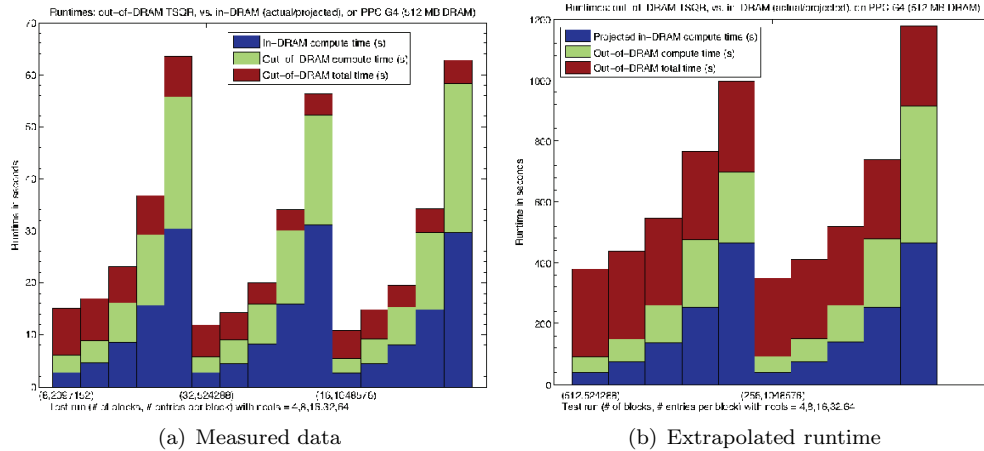 Runtimes: out-of-DRAM TSQR, vs. in-DRAM (actual/projected), on PPC G4 (512 MB DRAM)
In-DRAM compute time (s)
Out-of-DRAM compute time (s)
Out-of-DRAM total time (s)
Runtime in seconds
70
60
50
40
30
20
10
0
(8,2097152) (32,524288) (16,1048576)
Test run (# of blocks, # entries per block) with ncols = 4,8,16,32,64
(a) Measured data
Runtimes: out-of-DRAM TSQR, vs. in-DRAM (actual/projected), on PPC G4 (512 MB DRAM)
Projected in-DRAM compute time (s)
Out-of-DRAM compute time (s)
Out-of-DRAM total time (s)
Runtime in seconds
1200
1000
800
600
400
200
0
(512,524288) (256,1048576)
Test run (# of blocks, # entries per block) with ncols = 4,8,16,32,64
(b) Extrapolated runtime